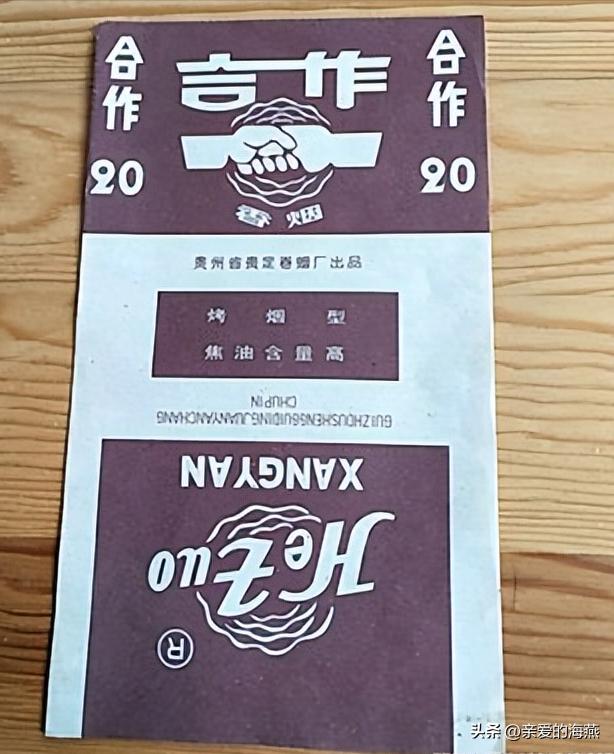 合作
20
合作
香烟
合作
20
贵州省贵定卷烟厂出品
烤烟型
焦油含量高
GUIZHOUSHENGGUIDINGJUANYANCHANG
CHUPIN
XANGYAN
HeZuo
®
头条 @亲爱的海燕